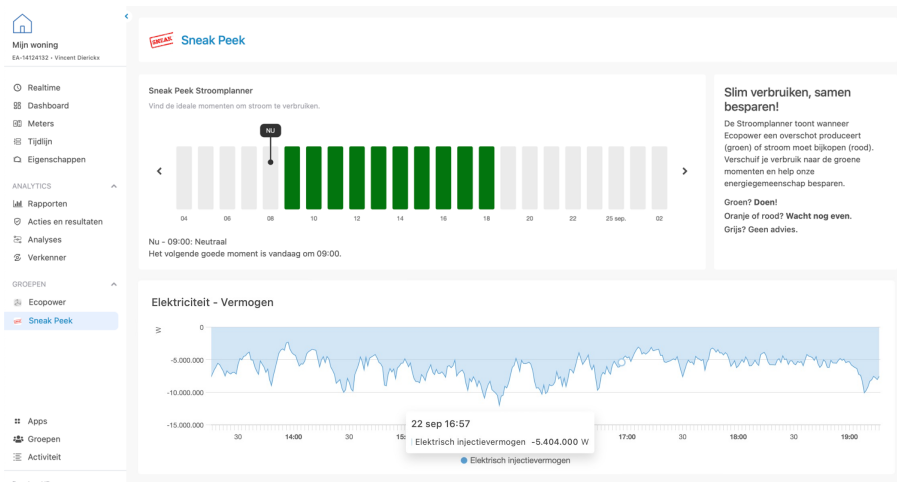 Mijn woning
EA-14124132 • Vincent Diericks
Realtime
Dashboard
Meters
Tijdlijn
Eigenschappen
ANALYTICS
Rapporten
Acties en resultaten
Analyses
Verkenner
GROEPEN
Ecopower
SNEAK Sneak Peek
Apps
Groepen
Activiteit
SNEAK Sneak Peek
Sneak Peek Stroomplanner
Vind de ideale momenten om stroom te verbruiken.
NU
04 06 08 10 12 14 16 18 20 22 25 sep. 02
Nu - 09:00: Neutraal
Het volgende goede moment is vandaag om 09:00.
Slim verbruiken, samen
besparen!
De Stroomplanner toont wanneer
Ecopower een overschot produceert
(groen) of stroom moet bijkopen (rood).
Verschuif je verbruik naar de groene
momenten en help onze
energiegemeenschap besparen.
Groen? Doen!
Oranje of rood? Wacht nog even.
Grijs? Geen advies.
Elektriciteit - Vermogen
W
0
-5.000.000
-10.000.000
-15.000.000
30 14:00 30 15: 17:00 30 18:00 30 19:00
22 sep 16:57
Elektrisch injectievermogen -5.404.000 W
Elektrisch injectievermogen